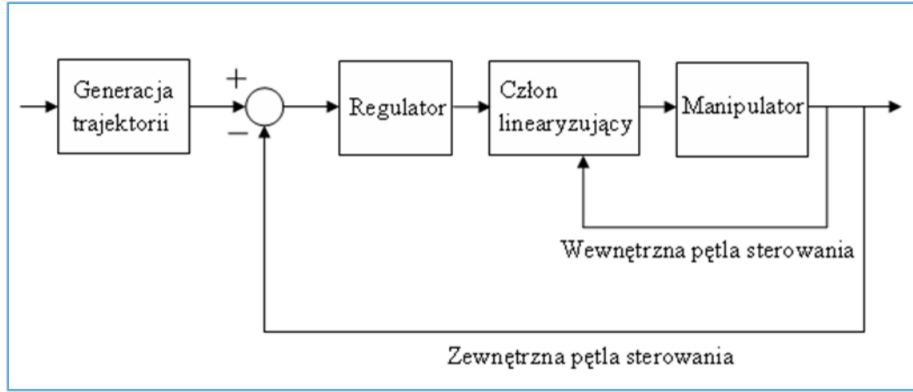 Generacja
trajektorii
+
−
Regulator
Człon
linearyzujący
Manipulator
Wewnętrzna pętla sterowania
Zewnętrzna pętla sterowania